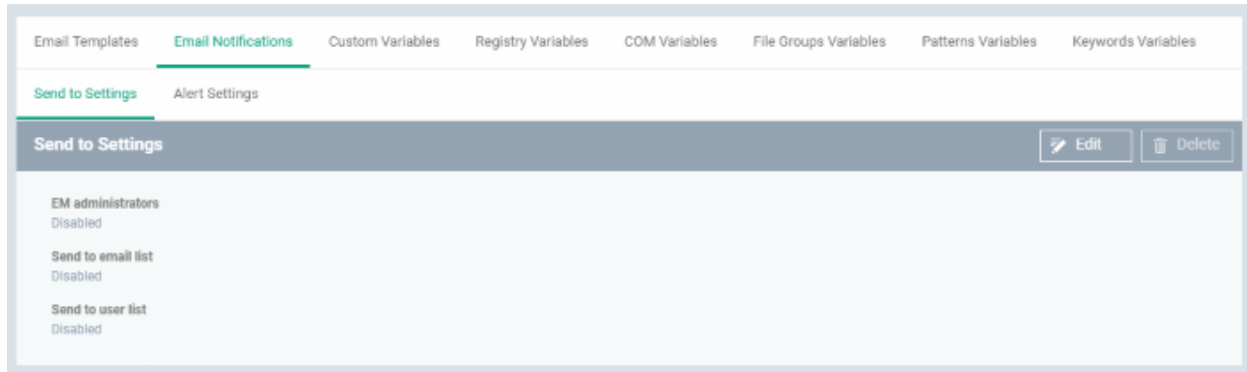 Email Templates Email Notifications Custom Variables Registry Variables COM Variables File Groups Variables Patterns Variables Keywords Variables
Send to Settings Alert Settings
Send to Settings Edit Delete
EM administrators
Disabled
Send to email list
Disabled
Send to user list
Disabled